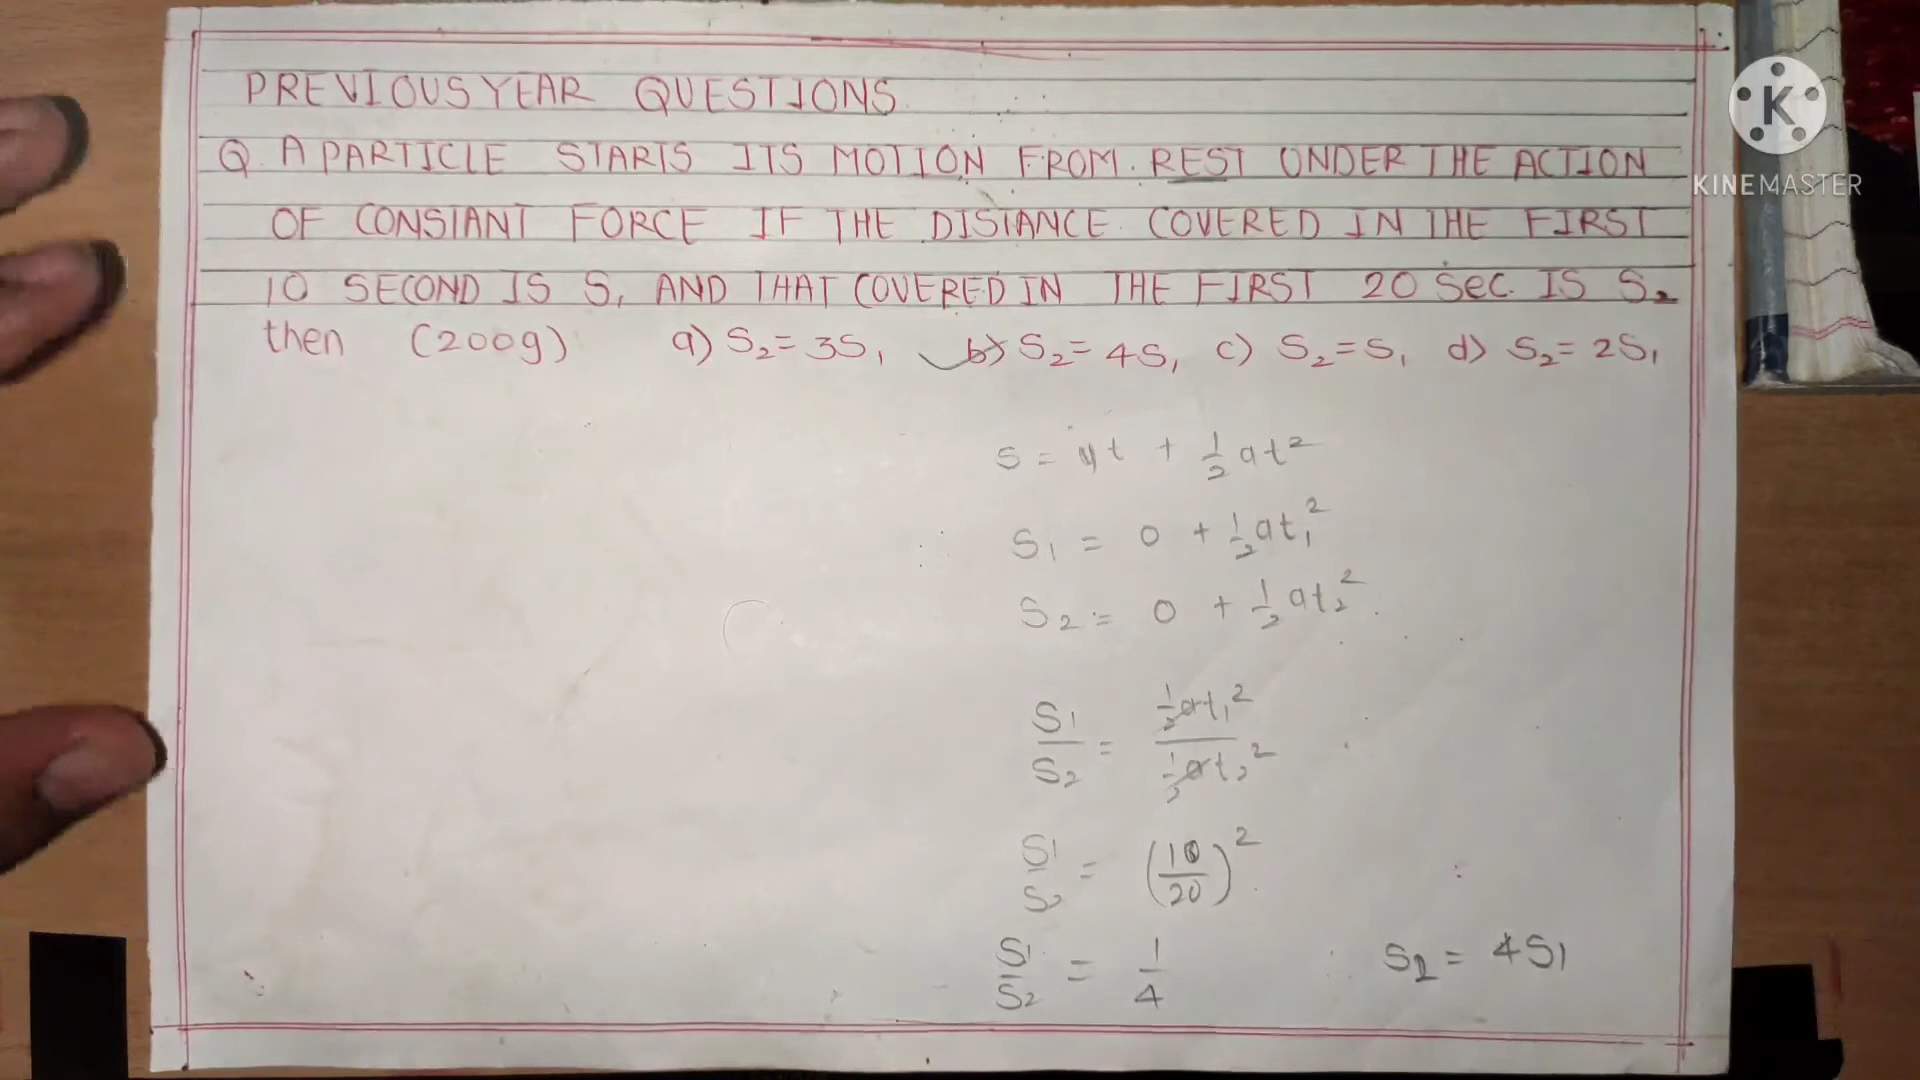 PREVIOUS YEAR QUESTIONS
Q. A PARTICLE STARTS ITS MOTION FROM REST UNDER THE ACTION
OF CONSTANT FORCE IF THE DISTANCE COVERED IN THE FIRST
10 SECOND IS S₁ AND THAT COVERED IN THE FIRST 20 Sec. IS S₂
then (2009) a) S₂ = 3S₁ b) S₂ = 4S₁ c) S₂ = S₁ d) S₂ = 2S₁
S = ut + 1/2 at²
S₁ = 0 + 1/2 at₁²
S₂ = 0 + 1/2 at₂²
S₁/S₂ = 1/2 at₁² / 1/2 at₂²
S₁/S₂ = (10/20)²
S₁/S₂ = 1/4 S₂ = 4S₁
K
KINEMASTER